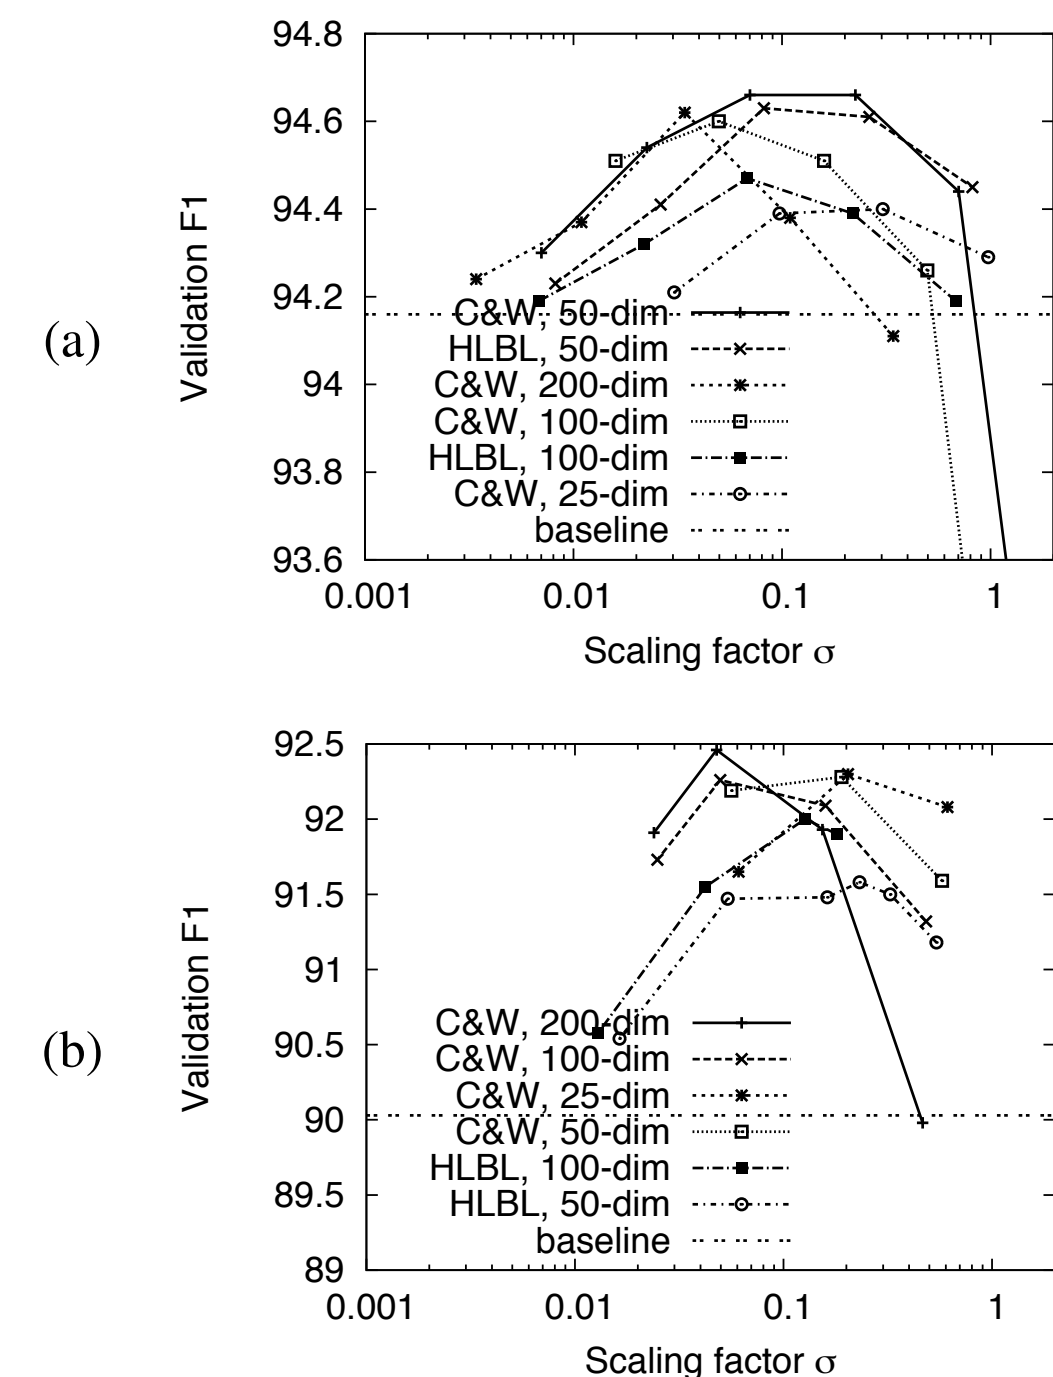 94.8
94.6
94.4
94.2
94
93.8
93.6
Validation F1
(a)
C&W, 50-dim
HLBL, 50-dim
C&W, 200-dim
C&W, 100-dim
HLBL, 100-dim
C&W, 25-dim
baseline
0.001 0.01 0.1 1
Scaling factor σ
92.5
92
91.5
91
90.5
90
89.5
89
Validation F1
(b)
C&W, 200-dim
C&W, 100-dim
C&W, 25-dim
C&W, 50-dim
HLBL, 100-dim
HLBL, 50-dim
baseline
0.001 0.01 0.1 1
Scaling factor σ